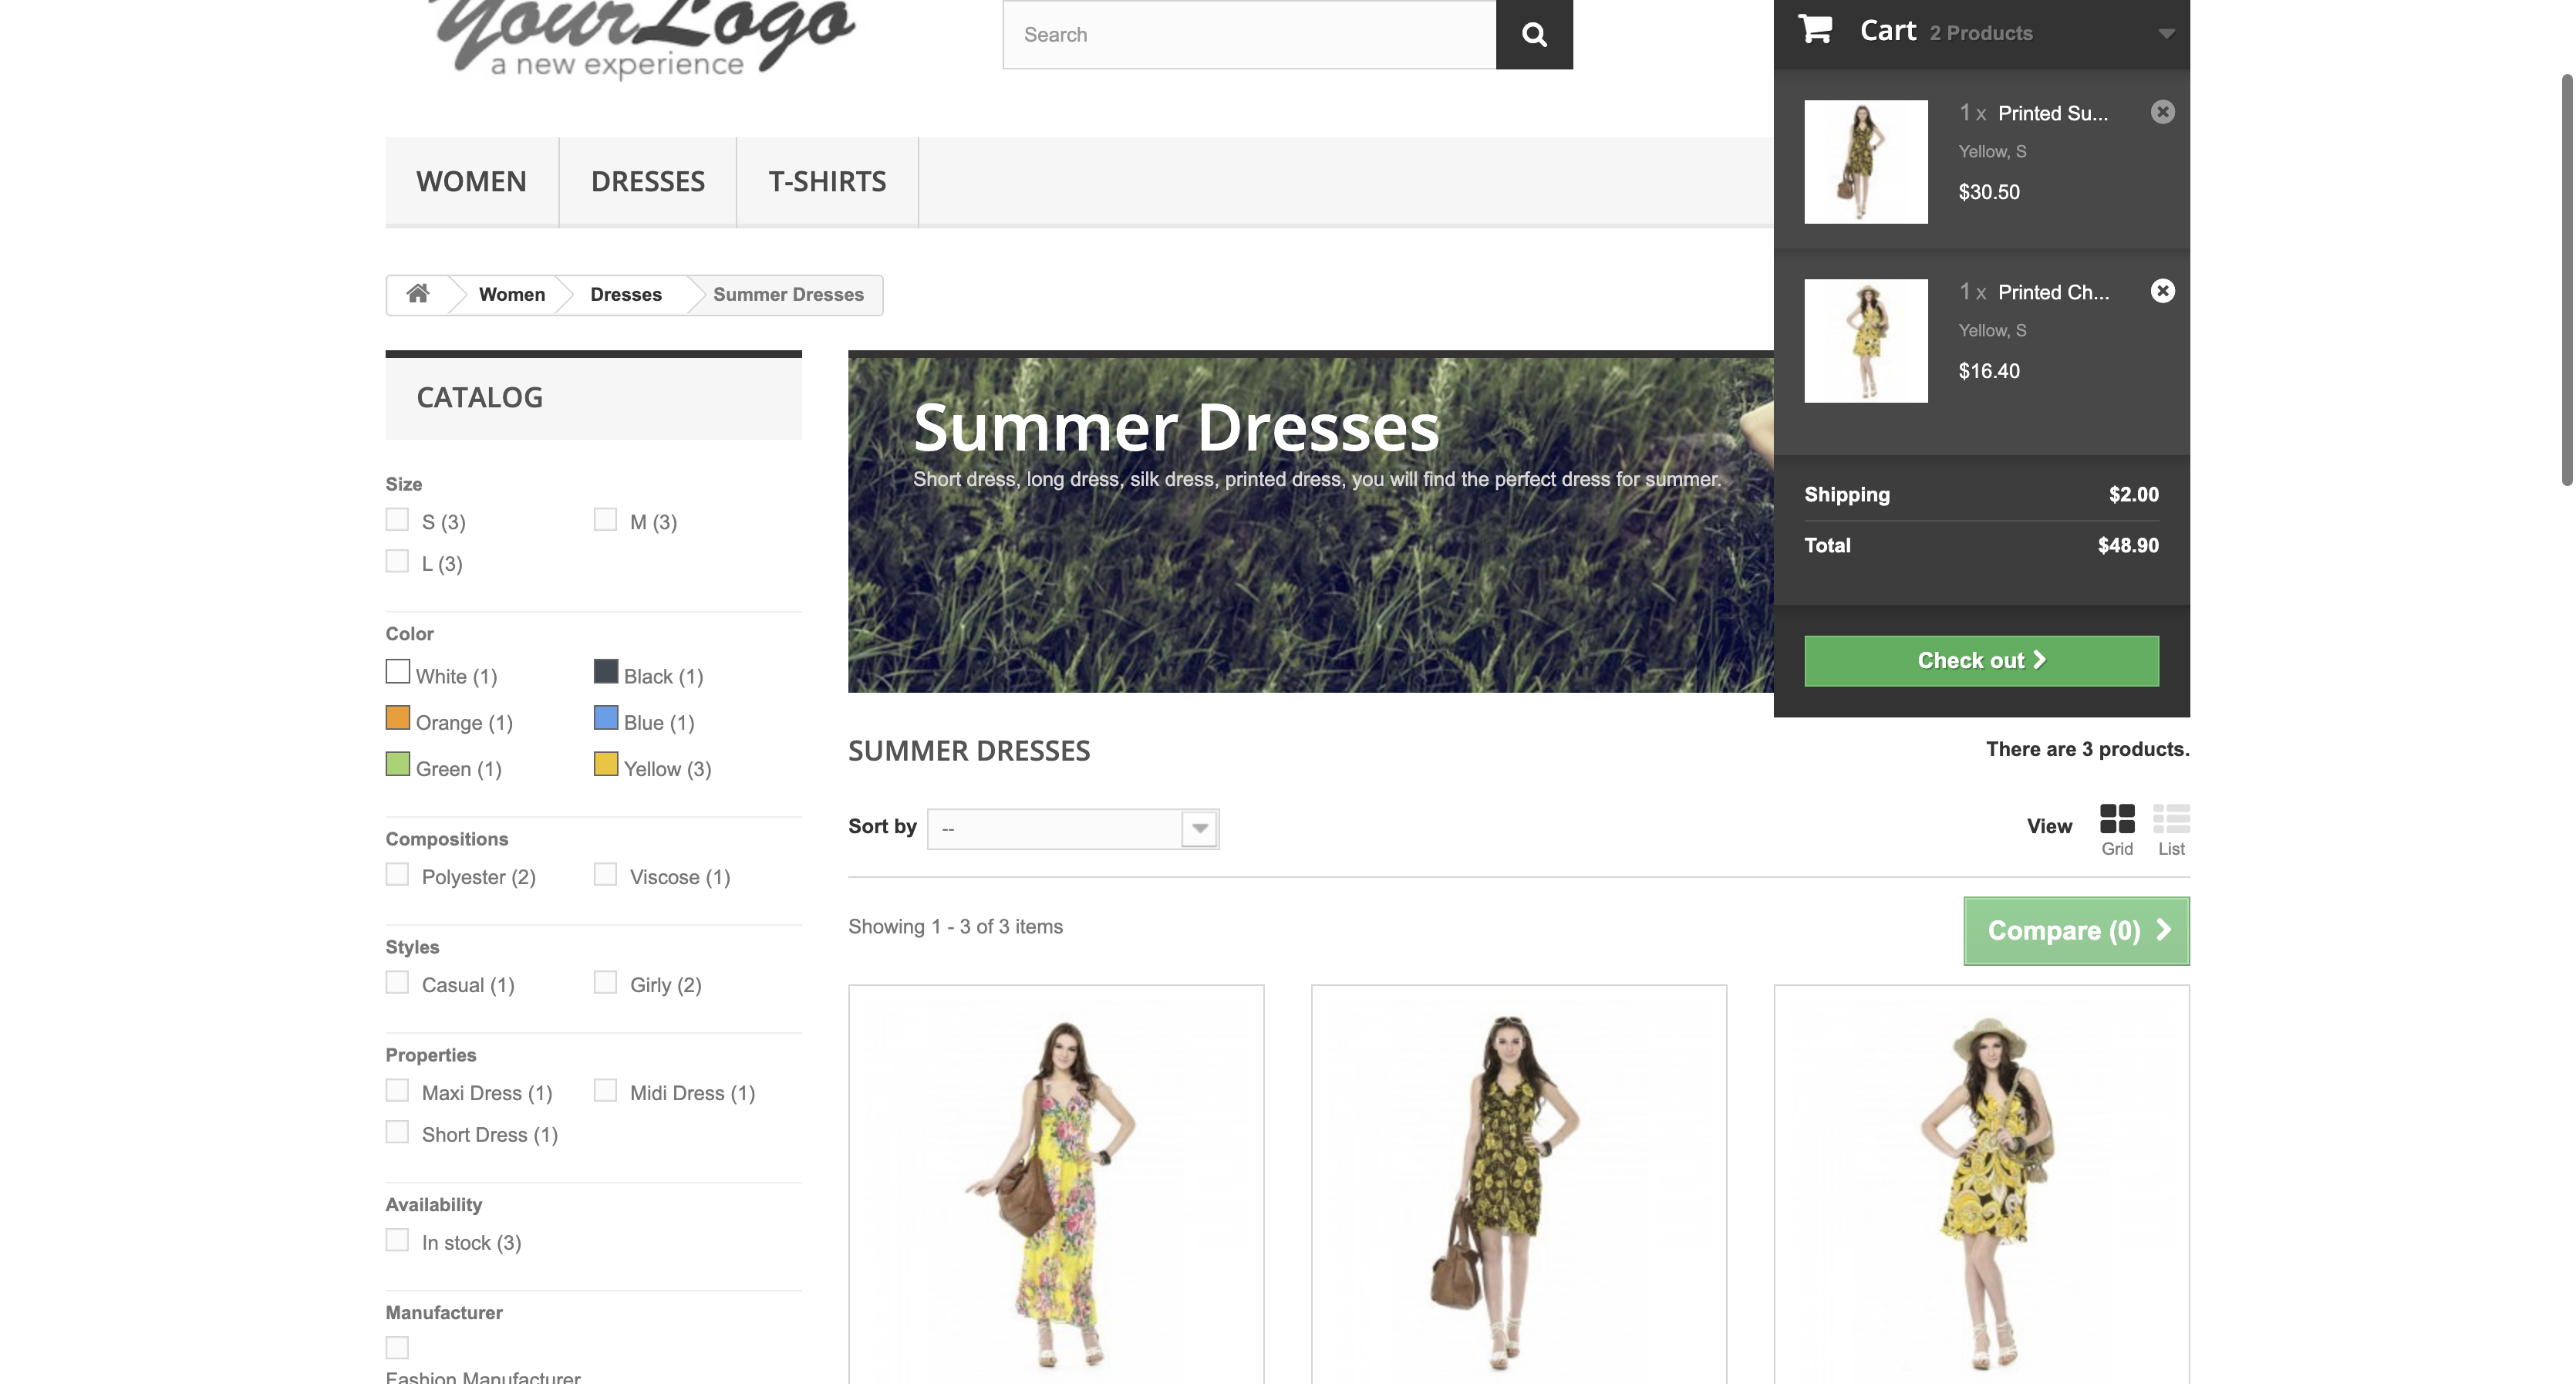 YourLogo
a new experience
Search
Cart 2 Products
1 x Printed Su...
Yellow, S
$30.50
1 x Printed Ch...
Yellow, S
$16.40
Shipping $2.00
Total $48.90
Check out
WOMEN DRESSES T-SHIRTS
Women Dresses Summer Dresses
CATALOG
Size
S (3) M (3)
L (3)
Color
White (1) Black (1)
Orange (1) Blue (1)
Green (1) Yellow (3)
Compositions
Polyester (2) Viscose (1)
Styles
Casual (1) Girly (2)
Properties
Maxi Dress (1) Midi Dress (1)
Short Dress (1)
Availability
In stock (3)
Manufacturer
Fashion Manufacturer
Summer Dresses
Short dress, long dress, silk dress, printed dress, you will find the perfect dress for summer.
SUMMER DRESSES There are 3 products.
Sort by -- View
Grid List
Showing 1 - 3 of 3 items Compare (0)